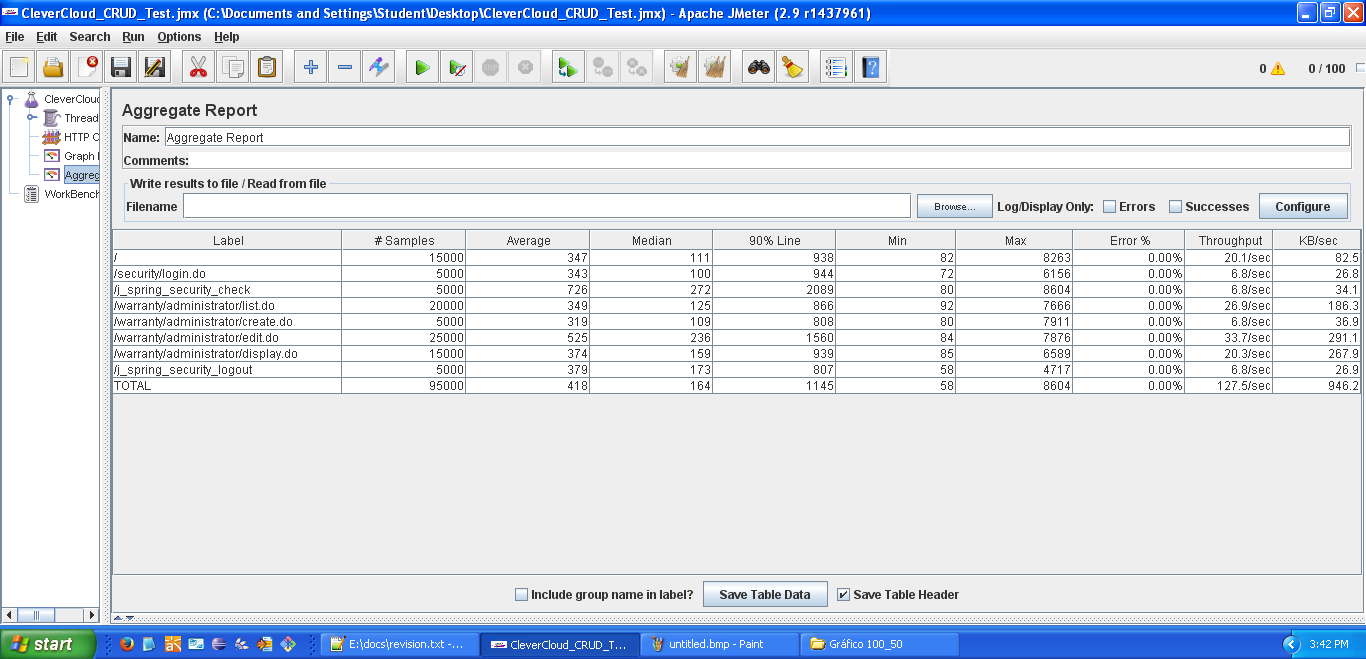 CleverCloud_CRUD_Test.jmx (C:\Documents and Settings\Student\Desktop\CleverCloud_CRUD_Test.jmx) - Apache JMeter (2.9 r1437961)
File Edit Search Run Options Help
0 0 / 100
CleverCloud
Thread
HTTP C
Graph
Aggreg
WorkBench
Aggregate Report
Name: Aggregate Report
Comments:
Write results to file / Read from file
Filename Browse... Log/Display Only: Errors Successes Configure
Label # Samples Average Median 90% Line Min Max Error % Throughput KB/sec
/ 15000 347 111 938 82 8263 0.00% 20.1/sec 82.5
/security/login.do 5000 343 100 944 72 6156 0.00% 6.8/sec 26.8
/j_spring_security_check 5000 726 272 2089 80 8604 0.00% 6.8/sec 34.1
/warranty/administrator/list.do 20000 349 125 866 92 7666 0.00% 26.9/sec 186.3
/warranty/administrator/create.do 5000 319 109 808 80 7911 0.00% 6.8/sec 36.9
/warranty/administrator/edit.do 25000 525 236 1560 84 7876 0.00% 33.7/sec 291.1
/warranty/administrator/display.do 15000 374 159 939 85 6589 0.00% 20.3/sec 267.9
/j_spring_security_logout 5000 379 173 807 58 4717 0.00% 6.8/sec 26.9
TOTAL 95000 418 164 1145 58 8604 0.00% 127.5/sec 946.2
Include group name in label? Save Table Data Save Table Header
start E:\docs\revision.txt -... CleverCloud_CRUD_T... untitled.bmp - Paint Gráfico 100_50 3:42 PM